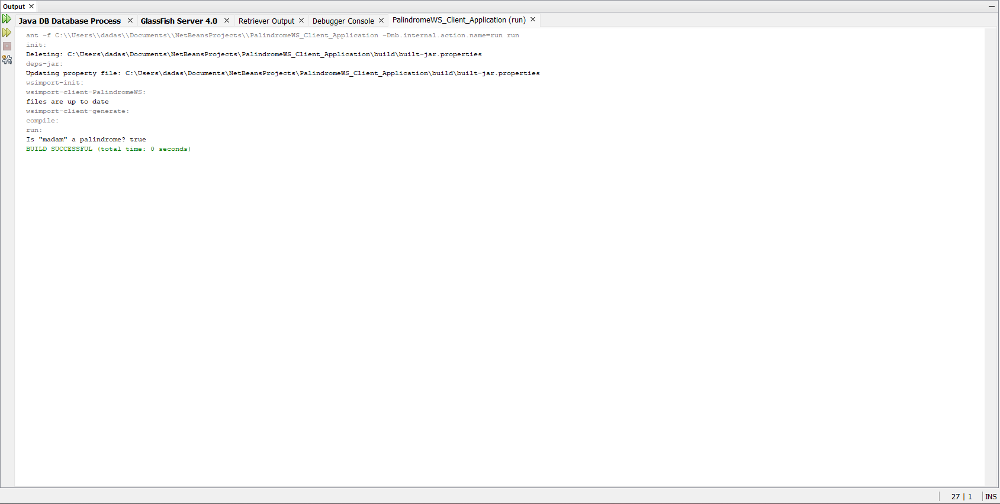 Output
Java DB Database Process GlassFish Server 4.0 Retriever Output Debugger Console PalindromeWS_Client_Application (run)
ant -f C:\\Users\\dadas\\Documents\\NetBeansProjects\\PalindromeWS_Client_Application -Dnb.internal.action.name=run run
init:
Deleting: C:\Users\dadas\Documents\NetBeansProjects\PalindromeWS_Client_Application\build\built-jar.properties
deps-jar:
Updating property file: C:\Users\dadas\Documents\NetBeansProjects\PalindromeWS_Client_Application\build\built-jar.properties
wsimport-init:
wsimport-client-PalindromeWS:
files are up to date
wsimport-client-generate:
compile:
run:
Is "madam" a palindrome? true
BUILD SUCCESSFUL (total time: 0 seconds)
27 | 1 INS